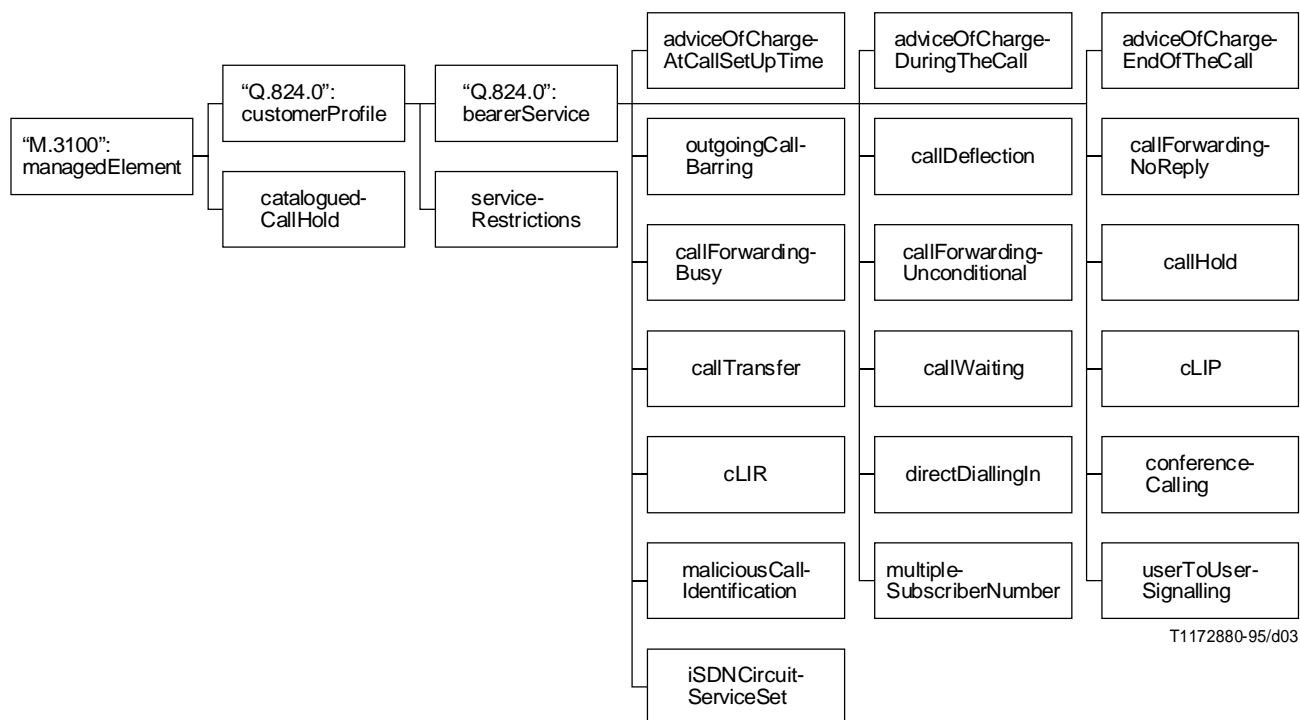 adviceOfCharge-
AtCallSetUpTime
adviceOfCharge-
DuringTheCall
adviceOfCharge-
EndOfTheCall
“Q.824.0”:
customerProfile
“Q.824.0”:
bearerService
“M.3100”:
managedElement
outgoingCall-
Barring
callDeflection
callForwarding-
NoReply
catalogued-
CallHold
service-
Restrictions
callForwarding-
Busy
callForwarding-
Unconditional
callHold
callTransfer
callWaiting
cLIP
cLIR
directDiallingIn
conference-
Calling
maliciousCall-
Identification
multiple-
SubscriberNumber
userToUser-
Signalling
T1172880-95/d03
iSDNCircuit-
ServiceSet